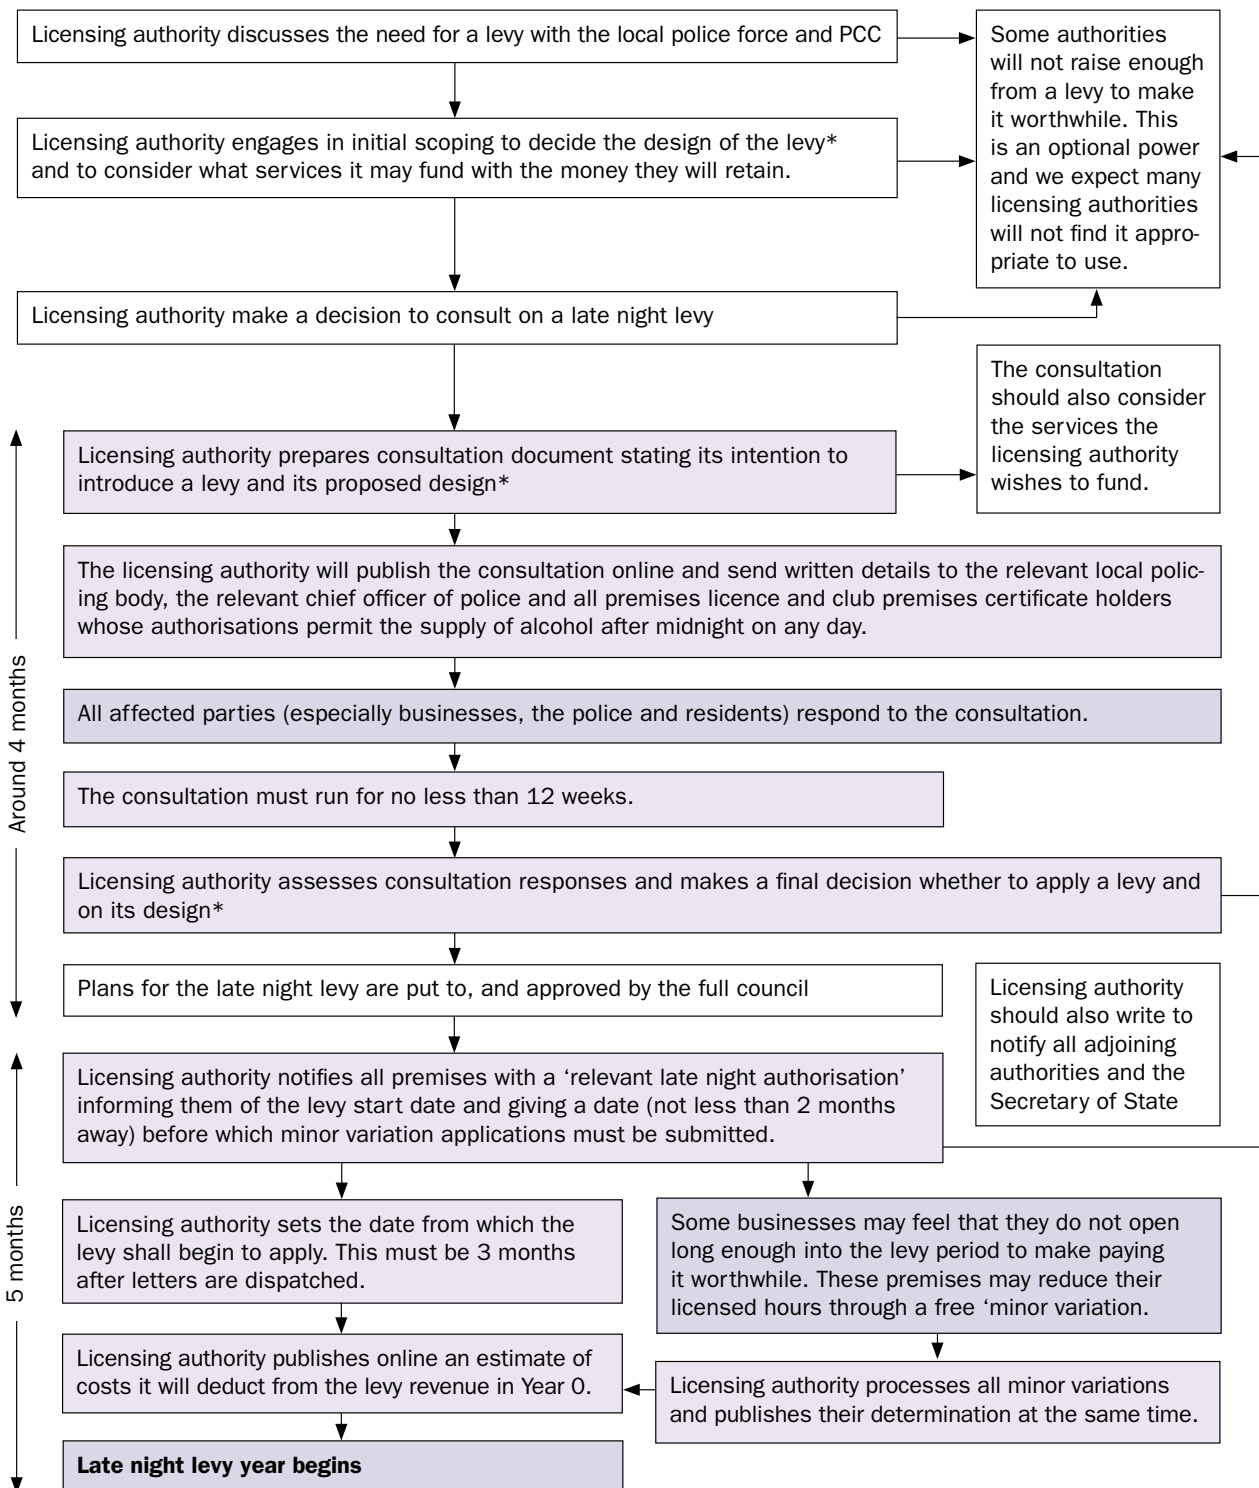 Licensing authority discusses the need for a levy with the local police force and PCC
Some authorities
will not raise enough
from a levy to make
it worthwhile. This
is an optional power
and we expect many
licensing authorities
will not find it appro-
priate to use.
Licensing authority engages in initial scoping to decide the design of the levy*
and to consider what services it may fund with the money they will retain.
Licensing authority make a decision to consult on a late night levy
The consultation
should also consider
the services the
licensing authority
wishes to fund.
Around 4 months
Licensing authority prepares consultation document stating its intention to
introduce a levy and its proposed design*
The licensing authority will publish the consultation online and send written details to the relevant local polic-
ing body, the relevant chief officer of police and all premises licence and club premises certificate holders
whose authorisations permit the supply of alcohol after midnight on any day.
All affected parties (especially businesses, the police and residents) respond to the consultation.
The consultation must run for no less than 12 weeks.
Licensing authority assesses consultation responses and makes a final decision whether to apply a levy and
on its design*
Plans for the late night levy are put to, and approved by the full council
Licensing authority
should also write to
notify all adjoining
authorities and the
Secretary of State
5 months
Licensing authority notifies all premises with a ‘relevant late night authorisation’
informing them of the levy start date and giving a date (not less than 2 months
away) before which minor variation applications must be submitted.
Licensing authority sets the date from which the
levy shall begin to apply. This must be 3 months
after letters are dispatched.
Some businesses may feel that they do not open
long enough into the levy period to make paying
it worthwhile. These premises may reduce their
licensed hours through a free ‘minor variation.
Licensing authority publishes online an estimate of
costs it will deduct from the levy revenue in Year 0.
Licensing authority processes all minor variations
and publishes their determination at the same time.
Late night levy year begins